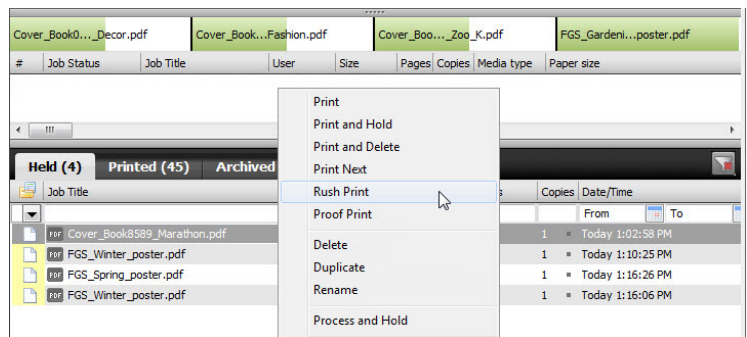 Cover_Book0..._Decor.pdf Cover_Book...Fashion.pdf Cover_Boo..._Zoo_K.pdf FGS_Gardeni...poster.pdf
# Job Status Job Title User Size Pages Copies Media type Paper size
Print
Print and Hold
Print and Delete
Held (4) Printed (45) Archived Print Next
Job Title Rush Print Copies Date/Time
Proof Print From To
PDF Cover_Book8589_Marathon.pdf 1 Today 1:02:58 PM
Delete
PDF FGS_Winter_poster.pdf 1 Today 1:10:25 PM
Duplicate
PDF FGS_Spring_poster.pdf 1 Today 1:16:26 PM
Rename
PDF FGS_Winter_poster.pdf 1 Today 1:16:06 PM
Process and Hold